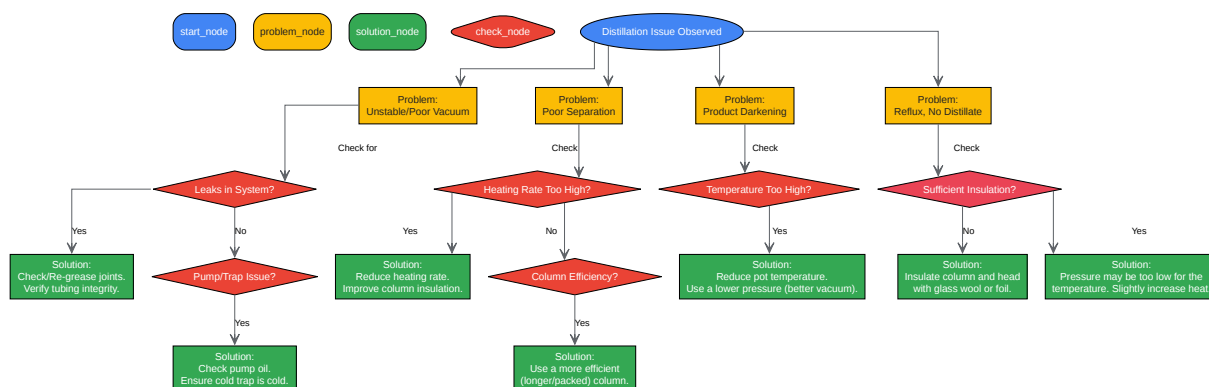 start_node
problem_node
solution_node
check_node
Distillation Issue Observed
Problem:
Unstable/Poor Vacuum
Problem:
Poor Separation
Problem:
Product Darkening
Problem:
Reflux, No Distillate
Check for
Check
Check
Check
Leaks in System?
Heating Rate Too High?
Temperature Too High?
Sufficient Insulation?
Yes
No
Yes
No
Yes
No
Yes
Solution:
Check/Re-grease joints.
Verify tubing integrity.
Pump/Trap Issue?
Solution:
Reduce heating rate.
Improve column insulation.
Column Efficiency?
Solution:
Reduce pot temperature.
Use a lower pressure (better vacuum).
Solution:
Insulate column and head
with glass wool or foil.
Solution:
Pressure may be too low for the
temperature. Slightly increase heat
Yes
Yes
Solution:
Check pump oil.
Ensure cold trap is cold.
Solution:
Use a more efficient
(longer/packed) column.